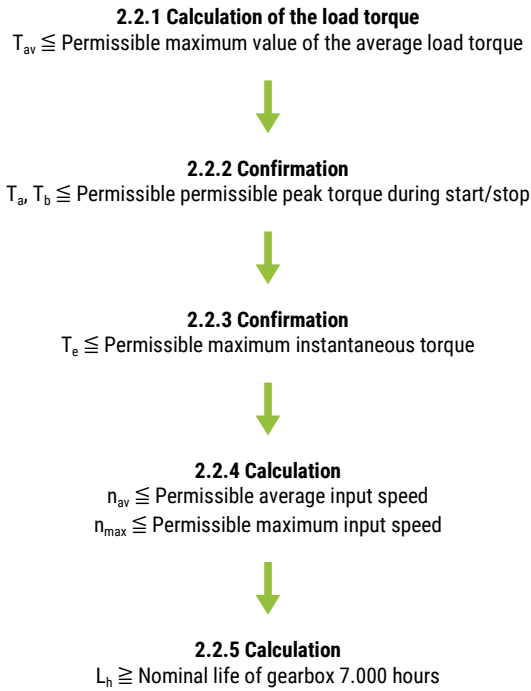 2.2.1 Calculation of the load torque
Tav ≦ Permissible maximum value of the average load torque
2.2.2 Confirmation
Ta, Tb ≦ Permissible permissible peak torque during start/stop
2.2.3 Confirmation
Te ≦ Permissible maximum instantaneous torque
2.2.4 Calculation
nav ≦ Permissible average input speed
nmax ≦ Permissible maximum input speed
2.2.5 Calculation
Lh ≧ Nominal life of gearbox 7.000 hours